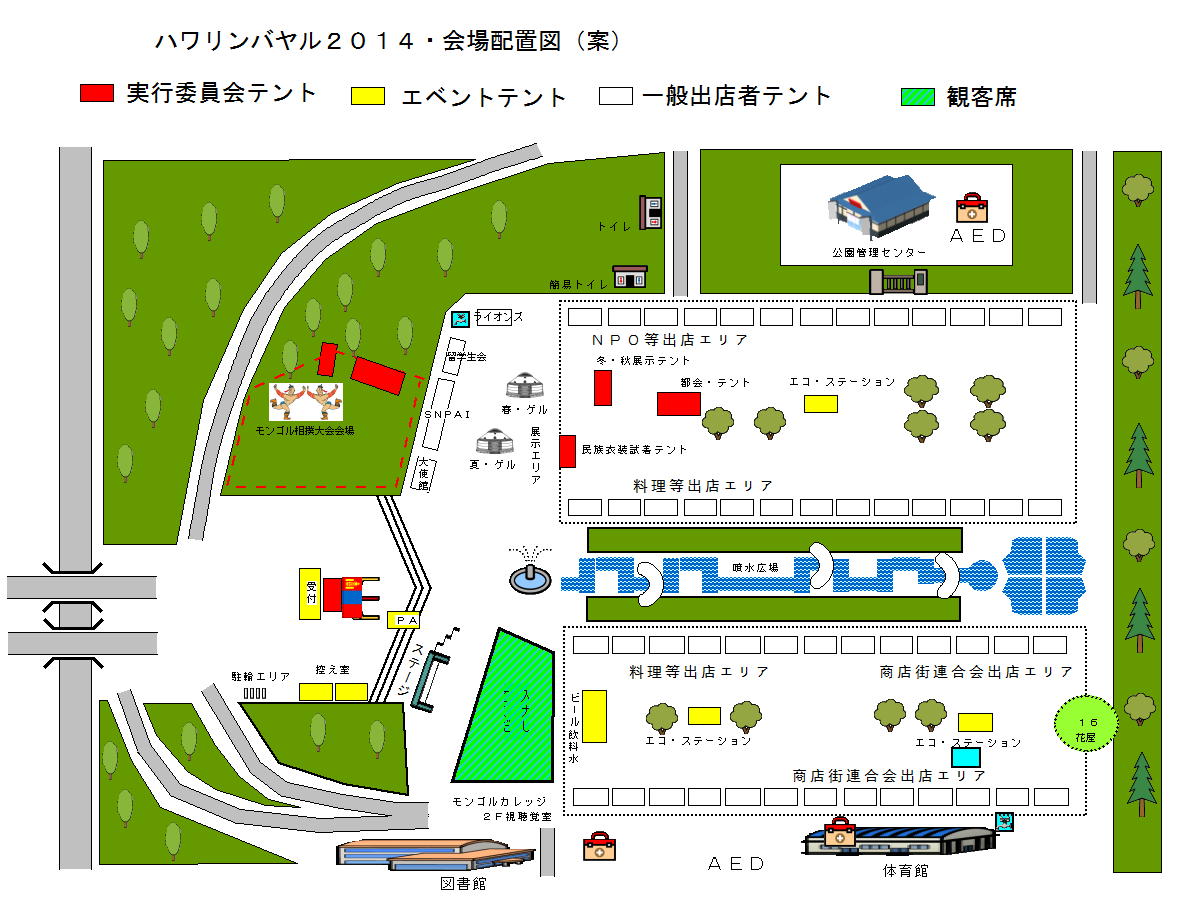 ハワリンバヤル２０１４・会場配置図（案）
実行委員会テント
エベントテント
一般出店者テント
観客席
トイレ
簡易トイレ
ＡＥＤ
公園管理センター
ライオンズ
留学生会
ＳＮＰＡＩ
大使館
春・ゲル
夏・ゲル
展示エリア
モンゴル相撲大会会場
ＮＰＯ等出店エリア
冬・秋展示テント
都会・テント
エコ・ステーション
民族衣装試着テント
料理等出店エリア
噴水広場
受付
ＰＡ
ステージ
控え室
駐輪エリア
料理等出店エリア
商店街連合会出店エリア
ビール飲料水
エコ・ステーション
エコ・ステーション
１６
花屋
商店街連合会出店エリア
モンゴルカレッジ
２Ｆ視聴覚室
図書館
ＡＥＤ
体育館